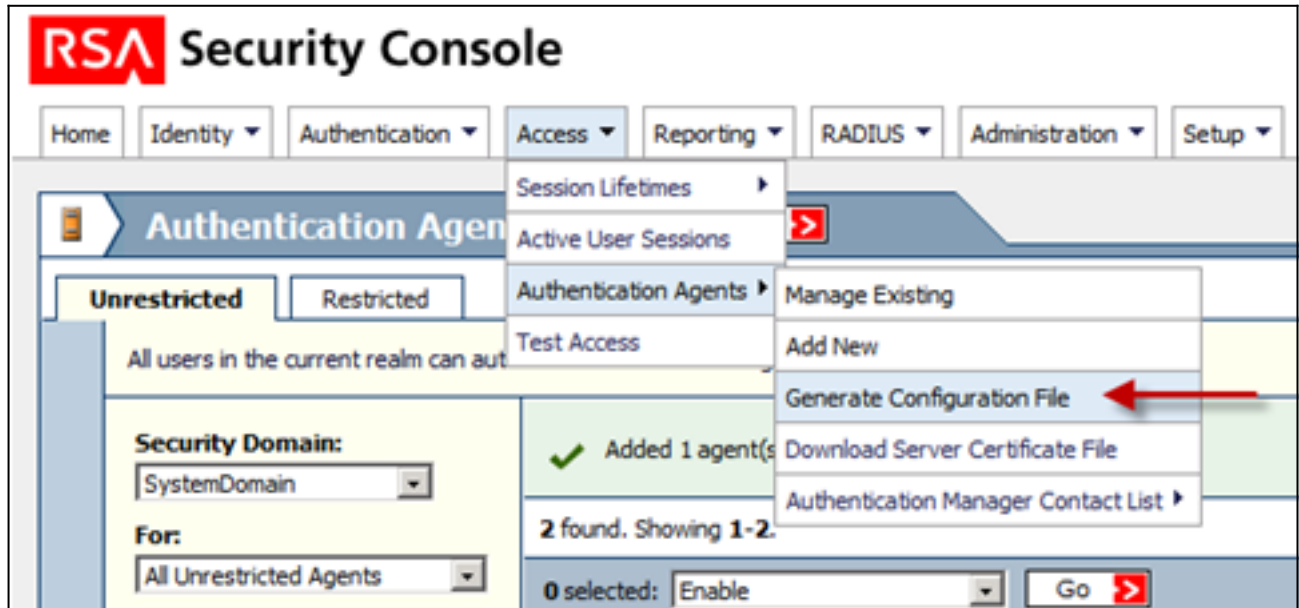 RSA Security Console
Home Identity Authentication Access Reporting RADIUS Administration Setup
Session Lifetimes
Authentication Agen
Active User Sessions
Unrestricted Restricted
Authentication Agents
Manage Existing
Test Access
Add New
All users in the current realm can aut
Generate Configuration File
Security Domain:
Added 1 agent(s
Download Server Certificate File
SystemDomain
Authentication Manager Contact List
For:
2 found. Showing 1-2.
All Unrestricted Agents
0 selected: Enable Go